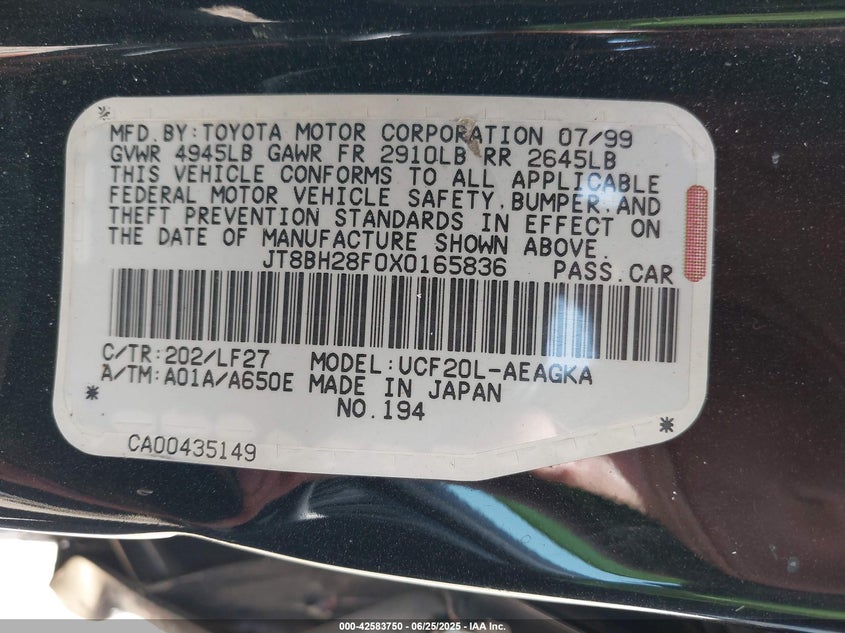 MFD.BY:TOYOTA MOTOR CORPORATION 07/99
GVWR 4945LB GAWR FR 2910LB RR 2645LB
THIS VEHICLE CONFORMS TO ALL APPLICABLE
FEDERAL MOTOR VEHICLE SAFETY,BUMPER,AND
THEFT PREVENTION STANDARDS IN EFFECT ON
THE DATE OF MANUFACTURE SHOWN ABOVE.
JT8BH28F0X0165836 PASS.CAR
C/TR:202/LF27 MODEL:UCF20L-AEAGKA
A/TM:A01A/A650E MADE IN JAPAN
NO.194
CA00435149
000-42583750 | 06/25/2025 | IAA Inc.